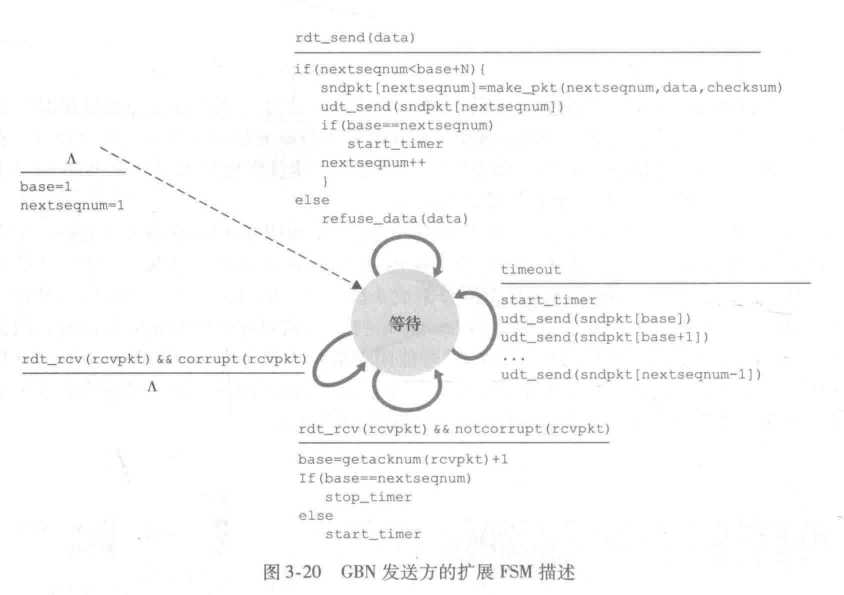 rdt_send(data)
if(nextseqnum<base+N){
sndpkt[nextseqnum]=make_pkt(nextseqnum,data,checksum)
udt_send(sndpkt[nextseqnum])
if(base==nextseqnum)
start_timer
nextseqnum++
}
else
refuse_data(data)
Λ
base=1
nextseqnum=1
等待
timeout
start_timer
udt_send(sndpkt[base])
udt_send(sndpkt[base+1])
...
udt_send(sndpkt[nextseqnum-1])
rdt_rcv(rcvpkt) && corrupt(rcvpkt)
Λ
rdt_rcv(rcvpkt) && notcorrupt(rcvpkt)
base=getacknum(rcvpkt)+1
If(base==nextseqnum)
stop_timer
else
start_timer
图 3-20 GBN 发送方的扩展 FSM 描述